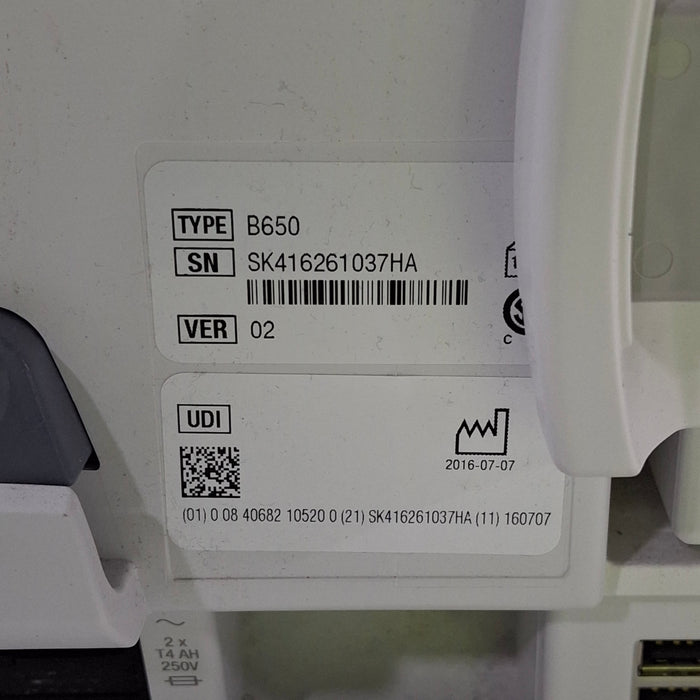 TYPE B650
SN SK416261037HA
VER 02
C
UDI
2016-07-07
(01) 0 08 40682 10520 0 (21) SK416261037HA (11) 160707
2 x
T4 AH
250V